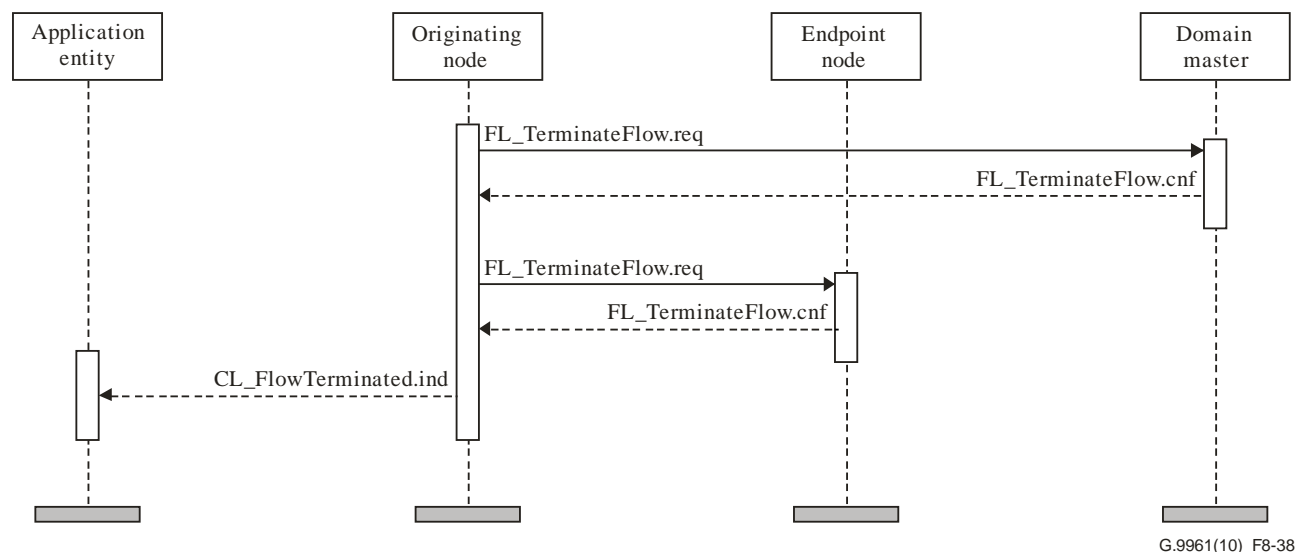 Application
entity
Originating
node
Endpoint
node
Domain
master
FL_TerminateFlow.req
FL_TerminateFlow.cnf
FL_TerminateFlow.req
FL_TerminateFlow.cnf
CL_FlowTerminated.ind
G.9961(10)_F8-38